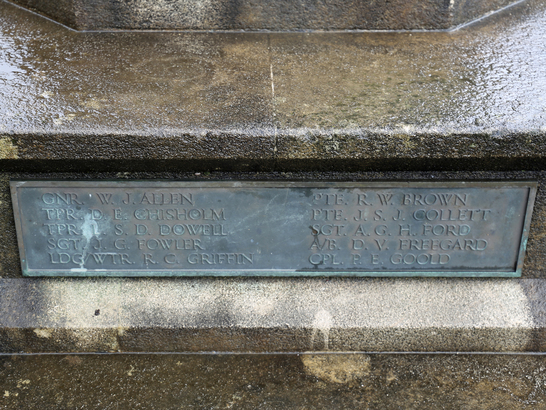 GNR. W. J. ALLEN
TPR. D. E. CHISHOLM
TPR. S. D. DOWELL
SGT. C. FOWLER
LDG. WTR. R. C. GRIFFIN
PTE. R. W. BROWN
PTE. J. S. J. COLLETT
SGT. A. G. H. FORD
A/B. D. V. FREEGARD
CPL. P. E. GOOLD